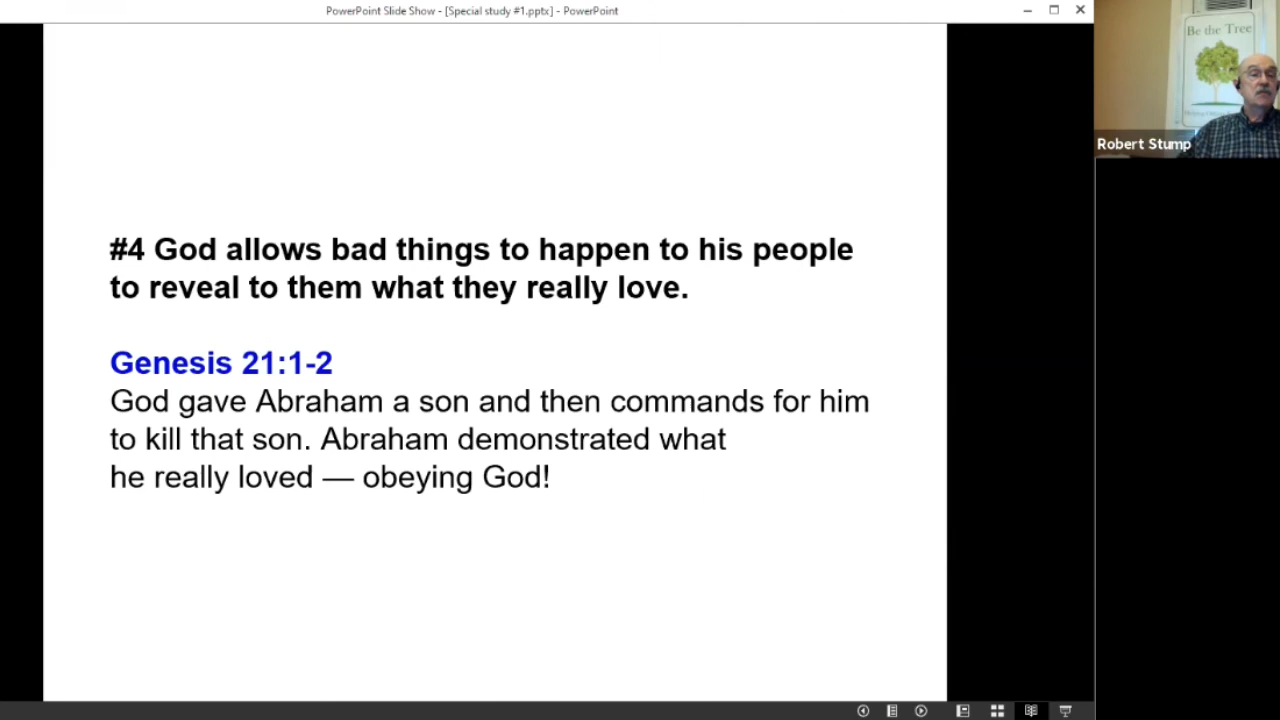 PowerPoint Slide Show - [Special study #1.pptx] - PowerPoint
Be the Tree
Robert Stump
#4 God allows bad things to happen to his people
to reveal to them what they really love.
Genesis 21:1-2
God gave Abraham a son and then commands for him
to kill that son. Abraham demonstrated what
he really loved — obeying God!